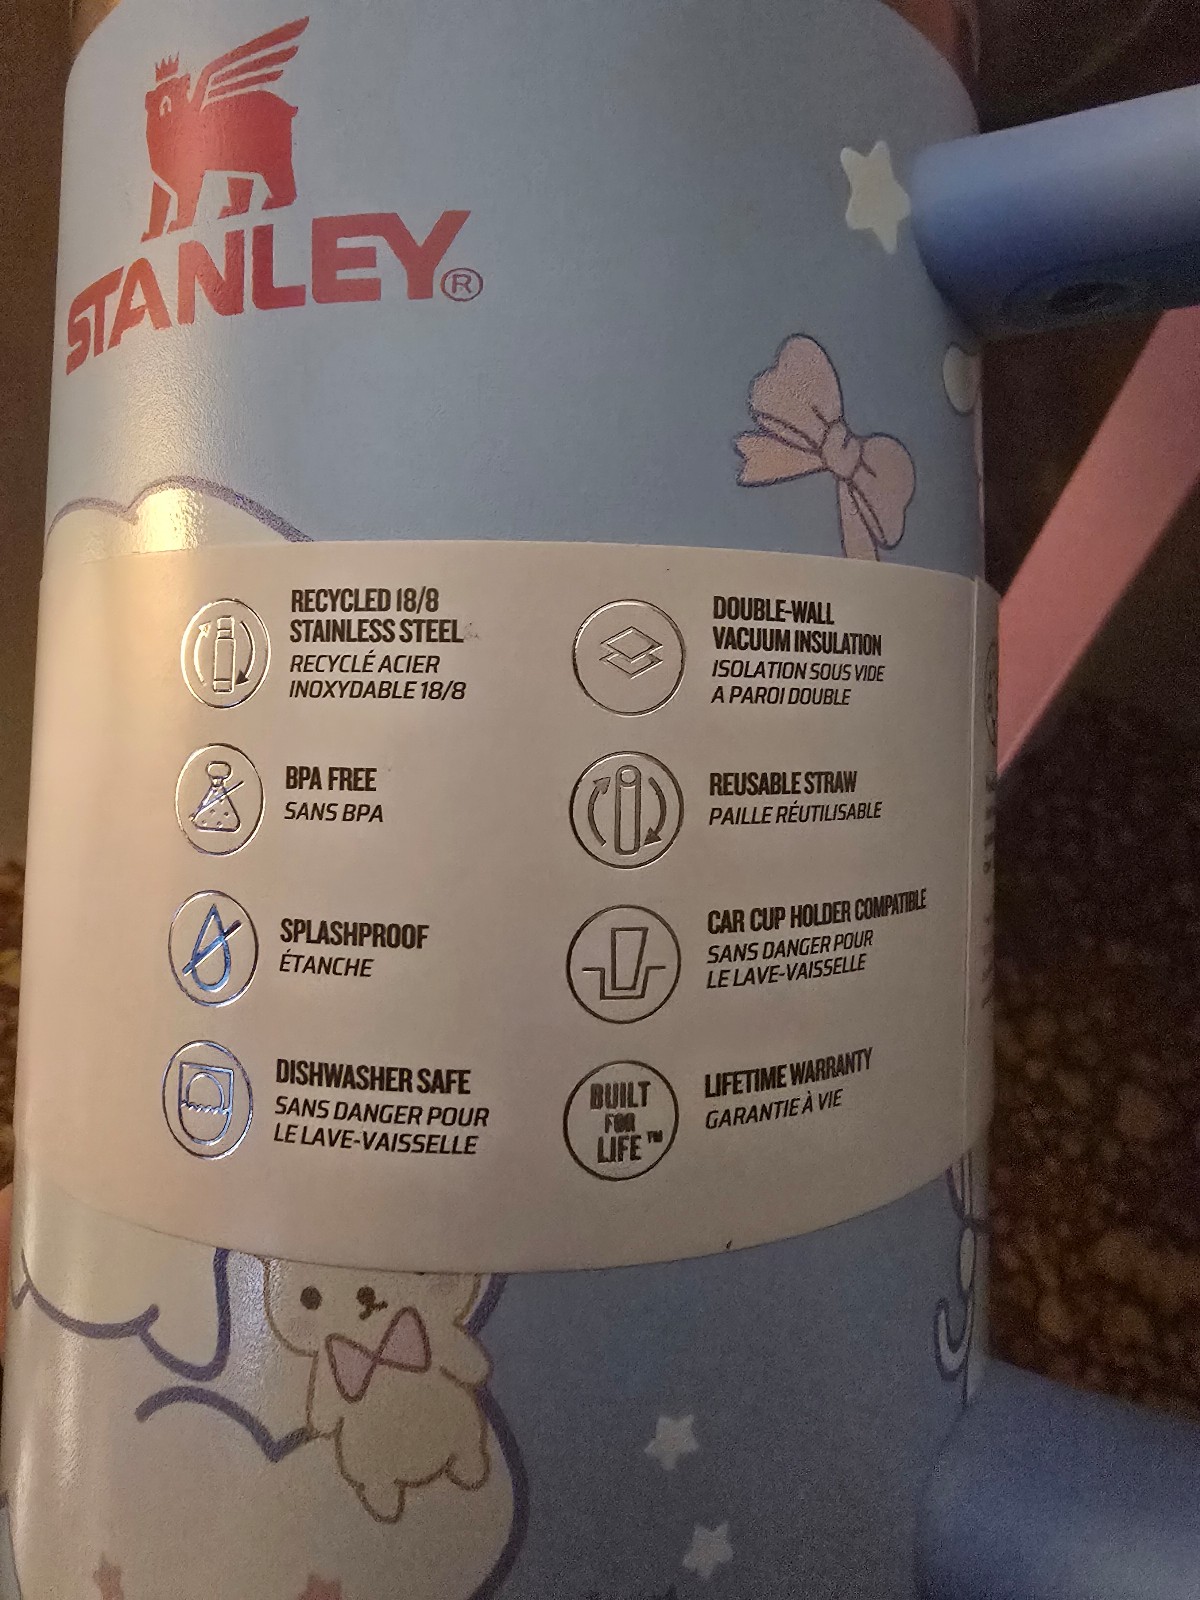 STANLEY®
RECYCLED 18/8
STAINLESS STEEL
RECYCLÉ ACIER
INOXYDABLE 18/8
BPA FREE
SANS BPA
SPLASHPROOF
ÉTANCHE
DISHWASHER SAFE
SANS DANGER POUR
LE LAVE-VAISSELLE
DOUBLE-WALL
VACUUM INSULATION
ISOLATION SOUS VIDE
A PAROI DOUBLE
REUSABLE STRAW
PAILLE RÉUTILISABLE
CAR CUP HOLDER COMPATIBLE
SANS DANGER POUR
LE LAVE-VAISSELLE
BUILT
FOR
LIFE™
LIFETIME WARRANTY
GARANTIE À VIE